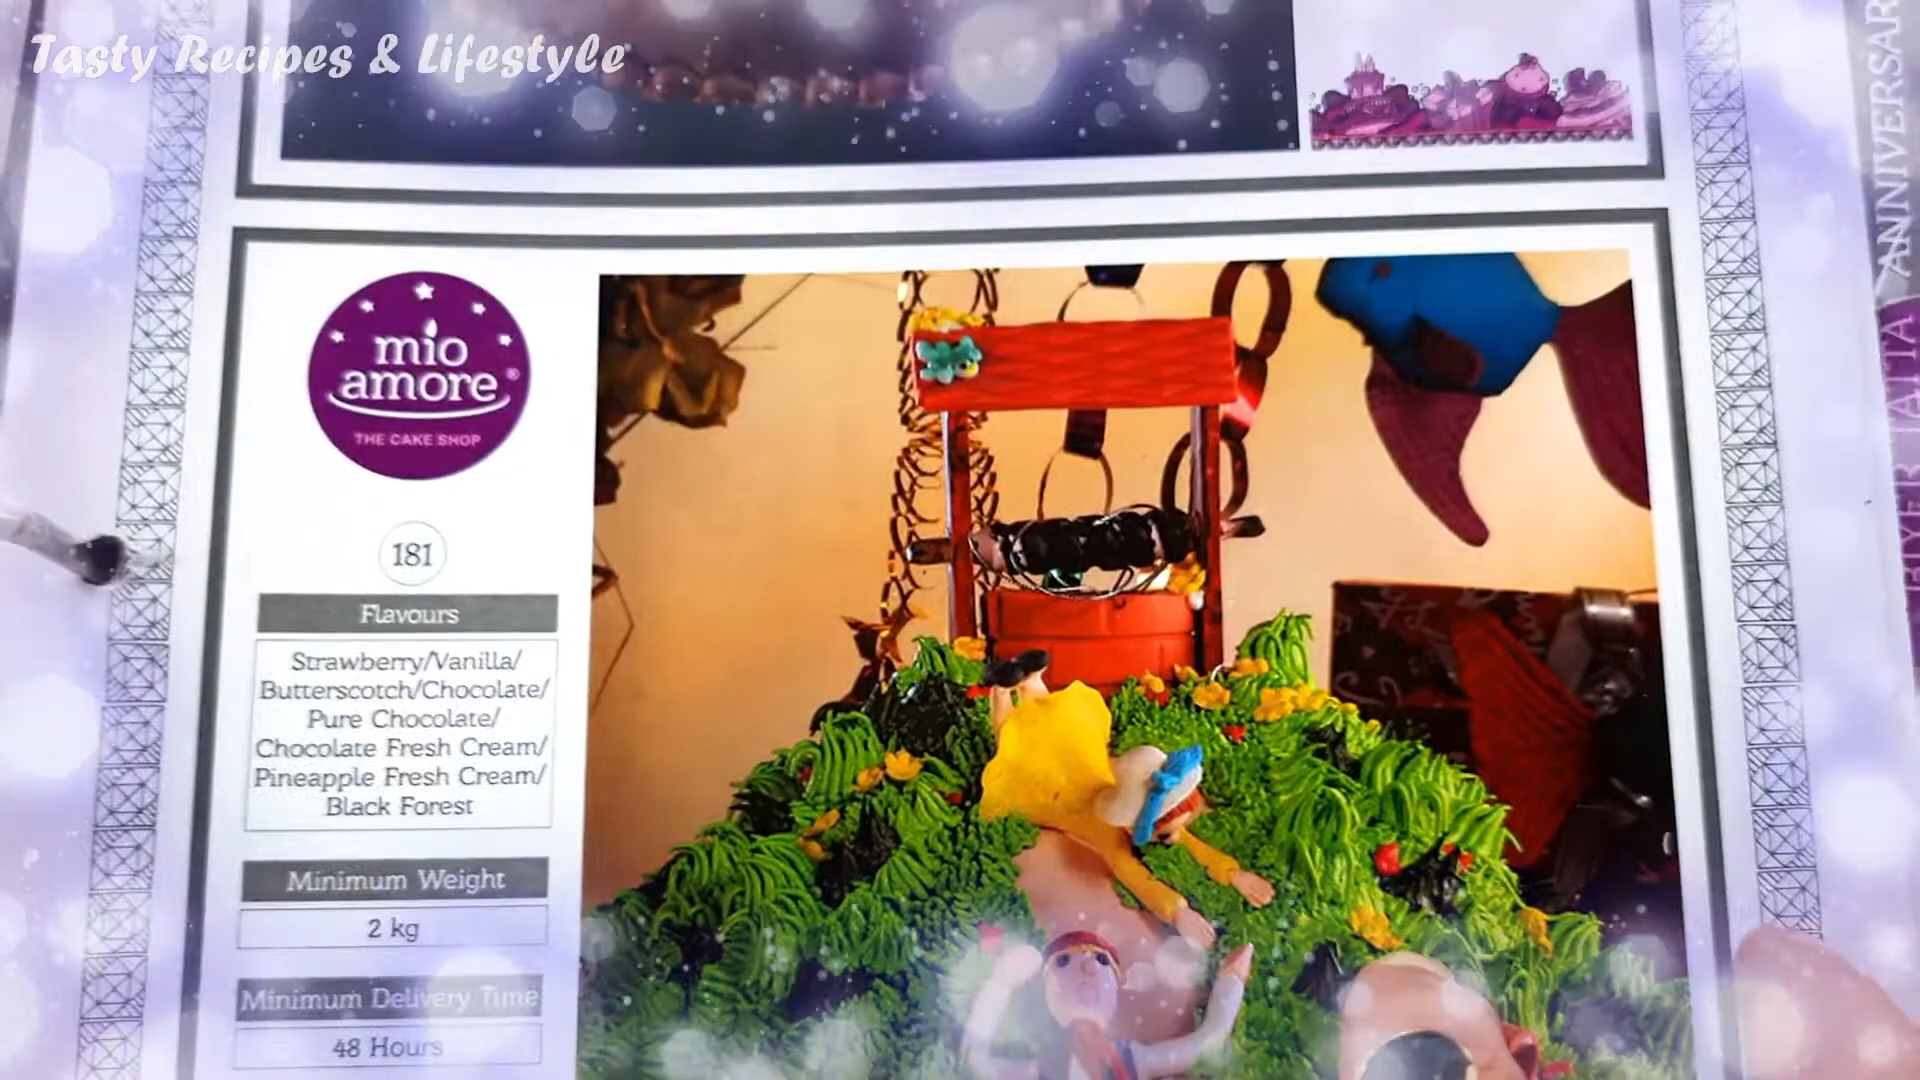 Tasty Recipes & Lifestyle
mio
amore®
THE CAKE SHOP
181
Flavours
Strawberry/Vanilla/
Butterscotch/Chocolate/
Pure Chocolate/
Chocolate Fresh Cream/
Pineapple Fresh Cream/
Black Forest
Minimum Weight
2 kg
Minimum Delivery Time
48 Hours